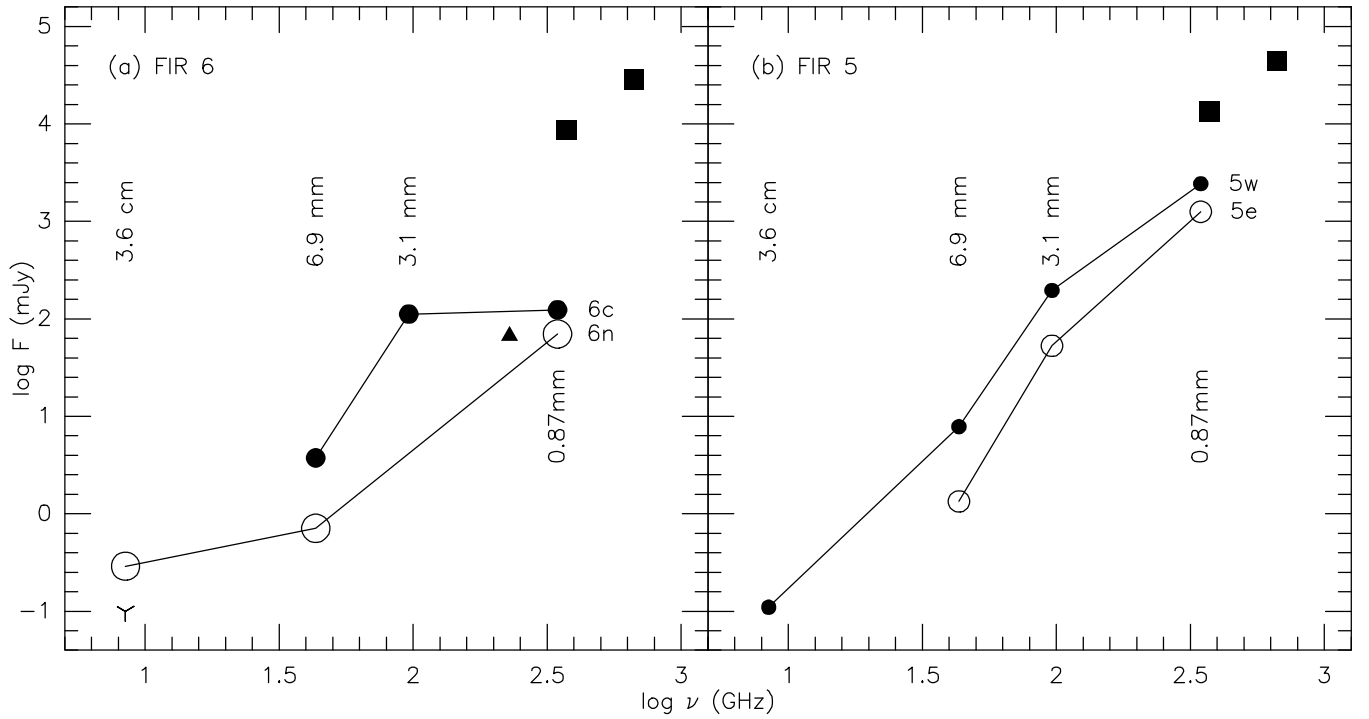 (a) FIR 6
(b) FIR 5
5
4
3
2
1
0
−1
log F (mJy)
3.6 cm
6.9 mm
3.1 mm
0.87mm
6c
6n
3.6 cm
6.9 mm
3.1 mm
0.87mm
5w
5e
1
1.5
2
2.5
3
1
1.5
2
2.5
3
log ν (GHz)